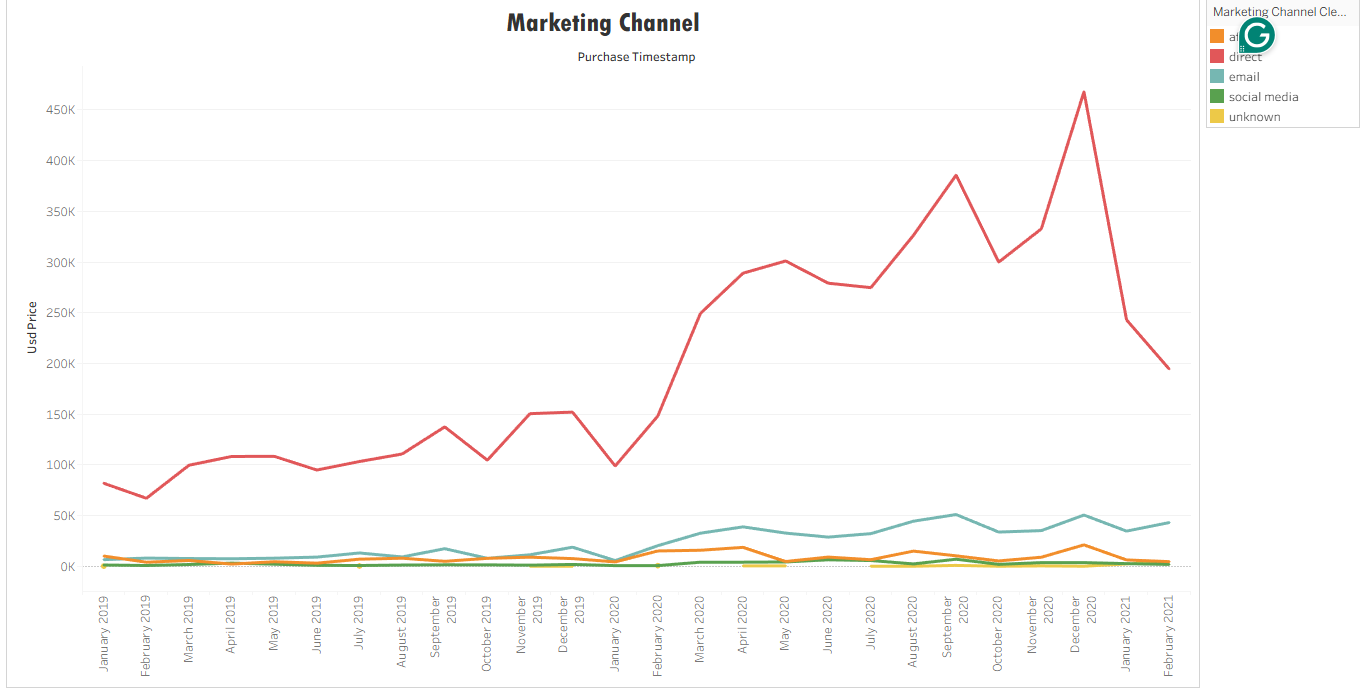 Marketing Channel
Purchase Timestamp
Marketing Channel Cle...
direct
email
social media
unknown
G
Usd Price
450K
400K
350K
300K
250K
200K
150K
100K
50K
0K
January 2019
February 2019
March 2019
April 2019
May 2019
June 2019
July 2019
August 2019
September
2019
October 2019
November
2019
December
2019
January 2020
February 2020
March 2020
April 2020
May 2020
June 2020
July 2020
August 2020
September
2020
October 2020
November
2020
December
2020
January 2021
February 2021